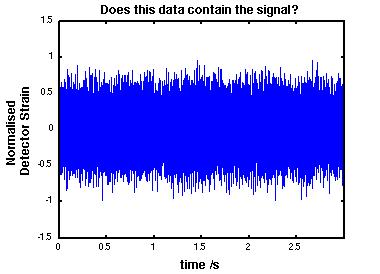 Does this data contain the signal?
Normalised
Detector Strain
1.5
1
0.5
0
-0.5
-1
-1.5
0 0.5 1 1.5 2 2.5
time /s